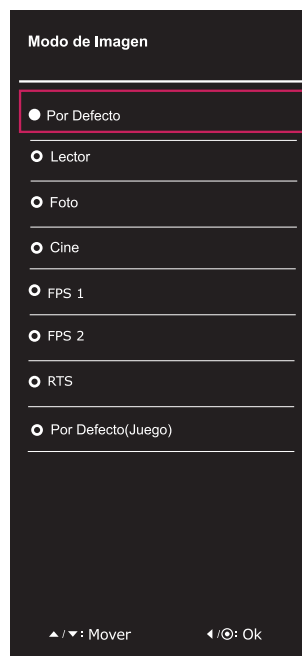 Modo de Imagen
Por Defecto
Lector
Foto
Cine
FPS 1
FPS 2
RTS
Por Defecto(Juego)
▲/▼: Mover ◀/◉: Ok